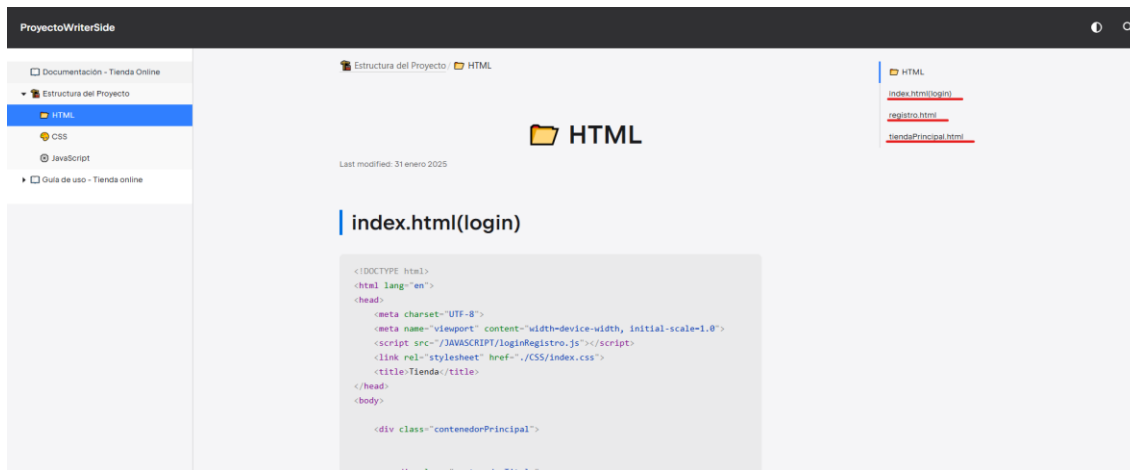 ProyectoWriterSide
Documentación - Tienda Online
Estructura del Proyecto
HTML
CSS
JavaScript
Guía de uso - Tienda online
Estructura del Proyecto / HTML
HTML
Last modified: 31 enero 2025
index.html(login)
<!DOCTYPE html>
<html lang="en">
<head>
    <meta charset="UTF-8">
    <meta name="viewport" content="width=device-width, initial-scale=1.0">
    <script src="/JAVASCRIPT/loginRegistro.js"></script>
    <link rel="stylesheet" href="./CSS/index.css">
    <title>Tienda</title>
</head>
<body>
    <div class="contenedorPrincipal">
HTML
index.html(login)
registro.html
tiendaPrincipal.html